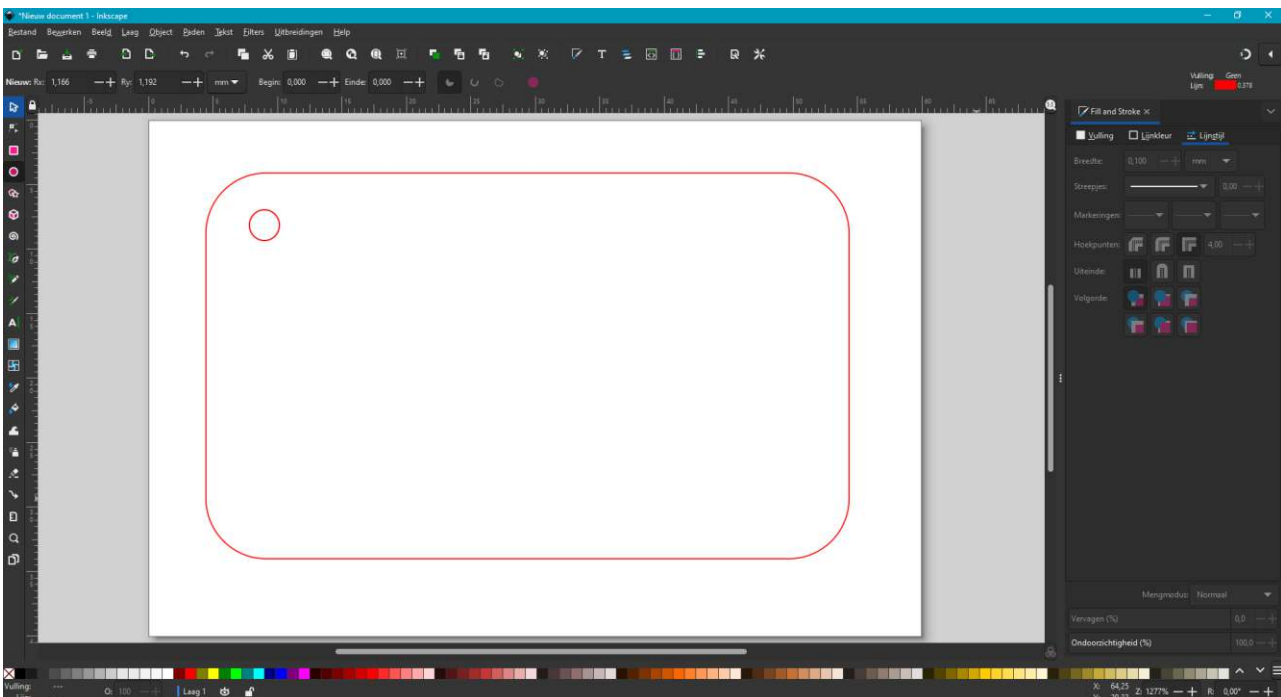 *Nieuw document 1 - Inkscape
Bestand Bewerken Beeld Laag Object Paden Tekst Filters Uitbreidingen Help
Nieuw: Rx: 1,166 Ry: 1,192 mm Begin: 0,000 Einde: 0,000
Vulling: Geen
Lijn: 0,378
Fill and Stroke
Vulling Lijnkleur Lijnstijl
Breedte: 0,100 mm
Streepjes: 0,00
Markeringen:
Hoekpunten: 4,00
Uiteinde:
Volgorde:
Mengmodus: Normaal
Vervagen (%) 0,0
Ondoorzichtigheid (%) 100,0
Vulling:
O: 100 Laag 1 X: 64,25 Z: 1277% R: 0,00°